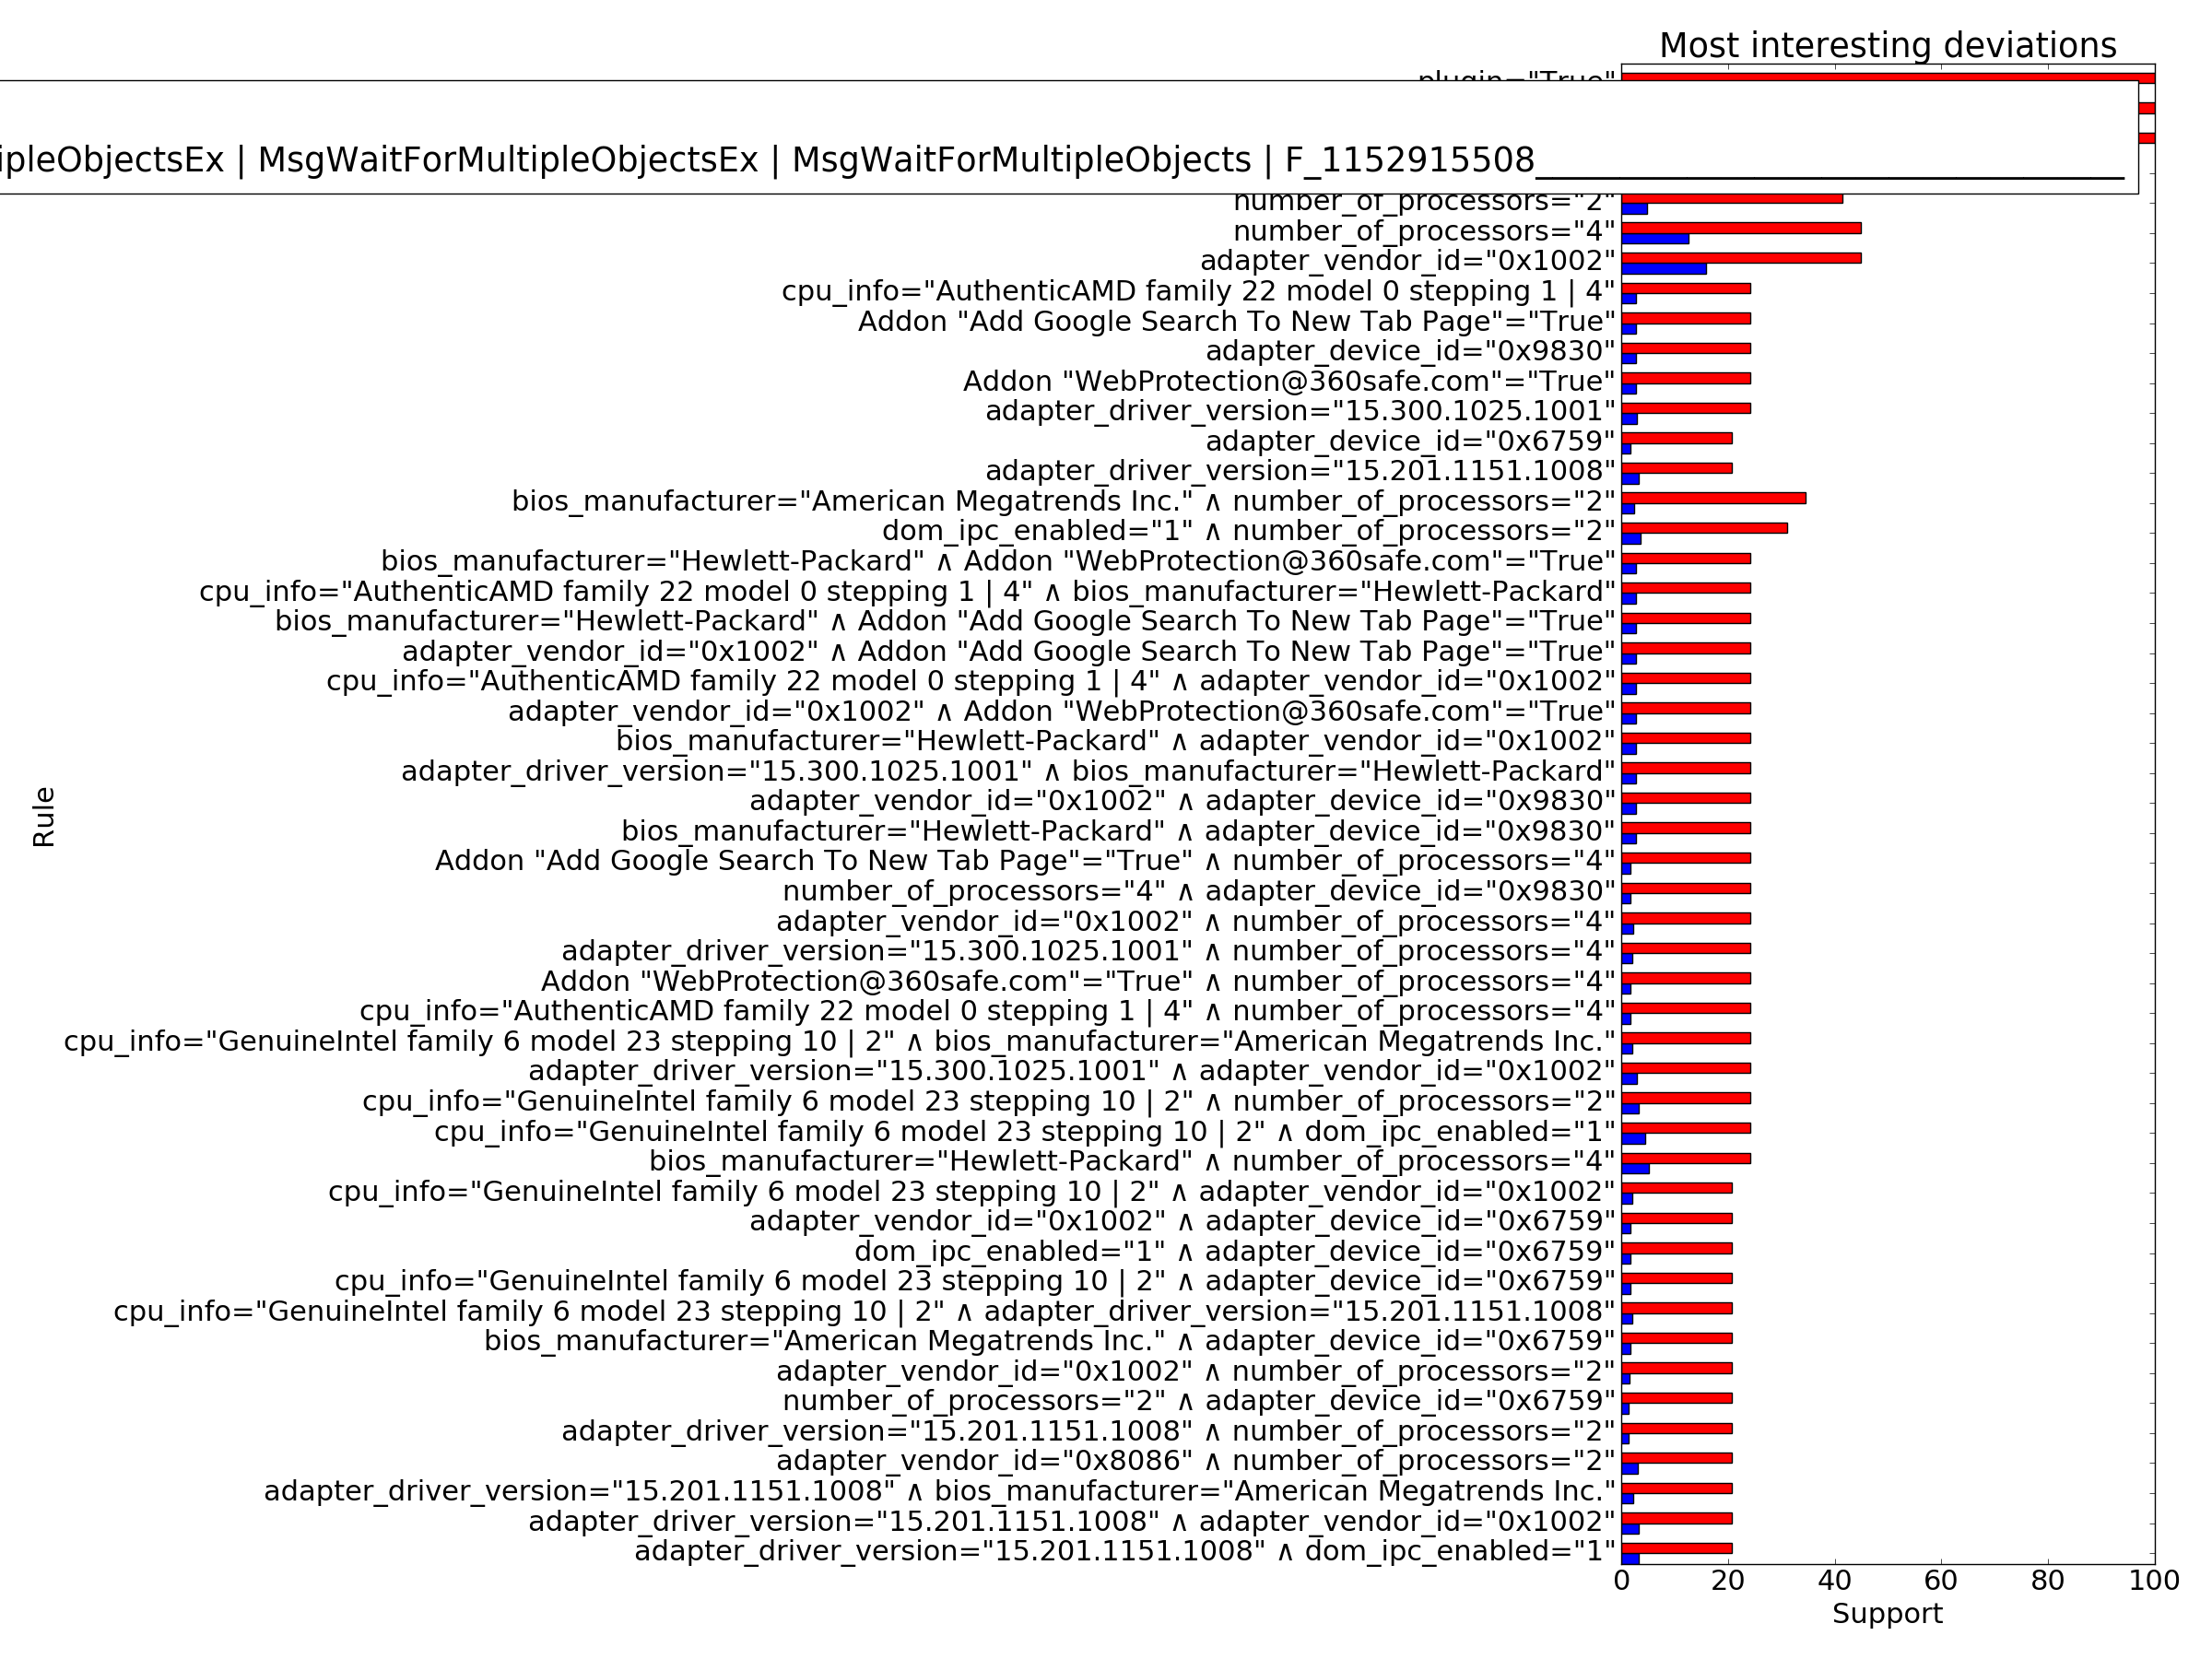 Most interesting deviations
plugin="True"
ipleObjectsEx | MsgWaitForMultipleObjectsEx | MsgWaitForMultipleObjects | F_1152915508________________________________
number_of_processors="2"
number_of_processors="4"
adapter_vendor_id="0x1002"
cpu_info="AuthenticAMD family 22 model 0 stepping 1 | 4"
Addon "Add Google Search To New Tab Page"="True"
adapter_device_id="0x9830"
Addon "WebProtection@360safe.com"="True"
adapter_driver_version="15.300.1025.1001"
adapter_device_id="0x6759"
adapter_driver_version="15.201.1151.1008"
bios_manufacturer="American Megatrends Inc." ∧ number_of_processors="2"
dom_ipc_enabled="1" ∧ number_of_processors="2"
bios_manufacturer="Hewlett-Packard" ∧ Addon "WebProtection@360safe.com"="True"
cpu_info="AuthenticAMD family 22 model 0 stepping 1 | 4" ∧ bios_manufacturer="Hewlett-Packard"
bios_manufacturer="Hewlett-Packard" ∧ Addon "Add Google Search To New Tab Page"="True"
adapter_vendor_id="0x1002" ∧ Addon "Add Google Search To New Tab Page"="True"
cpu_info="AuthenticAMD family 22 model 0 stepping 1 | 4" ∧ adapter_vendor_id="0x1002"
adapter_vendor_id="0x1002" ∧ Addon "WebProtection@360safe.com"="True"
bios_manufacturer="Hewlett-Packard" ∧ adapter_vendor_id="0x1002"
adapter_driver_version="15.300.1025.1001" ∧ bios_manufacturer="Hewlett-Packard"
adapter_vendor_id="0x1002" ∧ adapter_device_id="0x9830"
bios_manufacturer="Hewlett-Packard" ∧ adapter_device_id="0x9830"
Addon "Add Google Search To New Tab Page"="True" ∧ number_of_processors="4"
number_of_processors="4" ∧ adapter_device_id="0x9830"
adapter_vendor_id="0x1002" ∧ number_of_processors="4"
adapter_driver_version="15.300.1025.1001" ∧ number_of_processors="4"
Addon "WebProtection@360safe.com"="True" ∧ number_of_processors="4"
cpu_info="AuthenticAMD family 22 model 0 stepping 1 | 4" ∧ number_of_processors="4"
cpu_info="GenuineIntel family 6 model 23 stepping 10 | 2" ∧ bios_manufacturer="American Megatrends Inc."
adapter_driver_version="15.300.1025.1001" ∧ adapter_vendor_id="0x1002"
cpu_info="GenuineIntel family 6 model 23 stepping 10 | 2" ∧ number_of_processors="2"
cpu_info="GenuineIntel family 6 model 23 stepping 10 | 2" ∧ dom_ipc_enabled="1"
bios_manufacturer="Hewlett-Packard" ∧ number_of_processors="4"
cpu_info="GenuineIntel family 6 model 23 stepping 10 | 2" ∧ adapter_vendor_id="0x1002"
adapter_vendor_id="0x1002" ∧ adapter_device_id="0x6759"
dom_ipc_enabled="1" ∧ adapter_device_id="0x6759"
cpu_info="GenuineIntel family 6 model 23 stepping 10 | 2" ∧ adapter_device_id="0x6759"
cpu_info="GenuineIntel family 6 model 23 stepping 10 | 2" ∧ adapter_driver_version="15.201.1151.1008"
bios_manufacturer="American Megatrends Inc." ∧ adapter_device_id="0x6759"
adapter_vendor_id="0x1002" ∧ number_of_processors="2"
number_of_processors="2" ∧ adapter_device_id="0x6759"
adapter_driver_version="15.201.1151.1008" ∧ number_of_processors="2"
adapter_vendor_id="0x8086" ∧ number_of_processors="2"
adapter_driver_version="15.201.1151.1008" ∧ bios_manufacturer="American Megatrends Inc."
adapter_driver_version="15.201.1151.1008" ∧ adapter_vendor_id="0x1002"
adapter_driver_version="15.201.1151.1008" ∧ dom_ipc_enabled="1"
Rule
0 20 40 60 80 100
Support